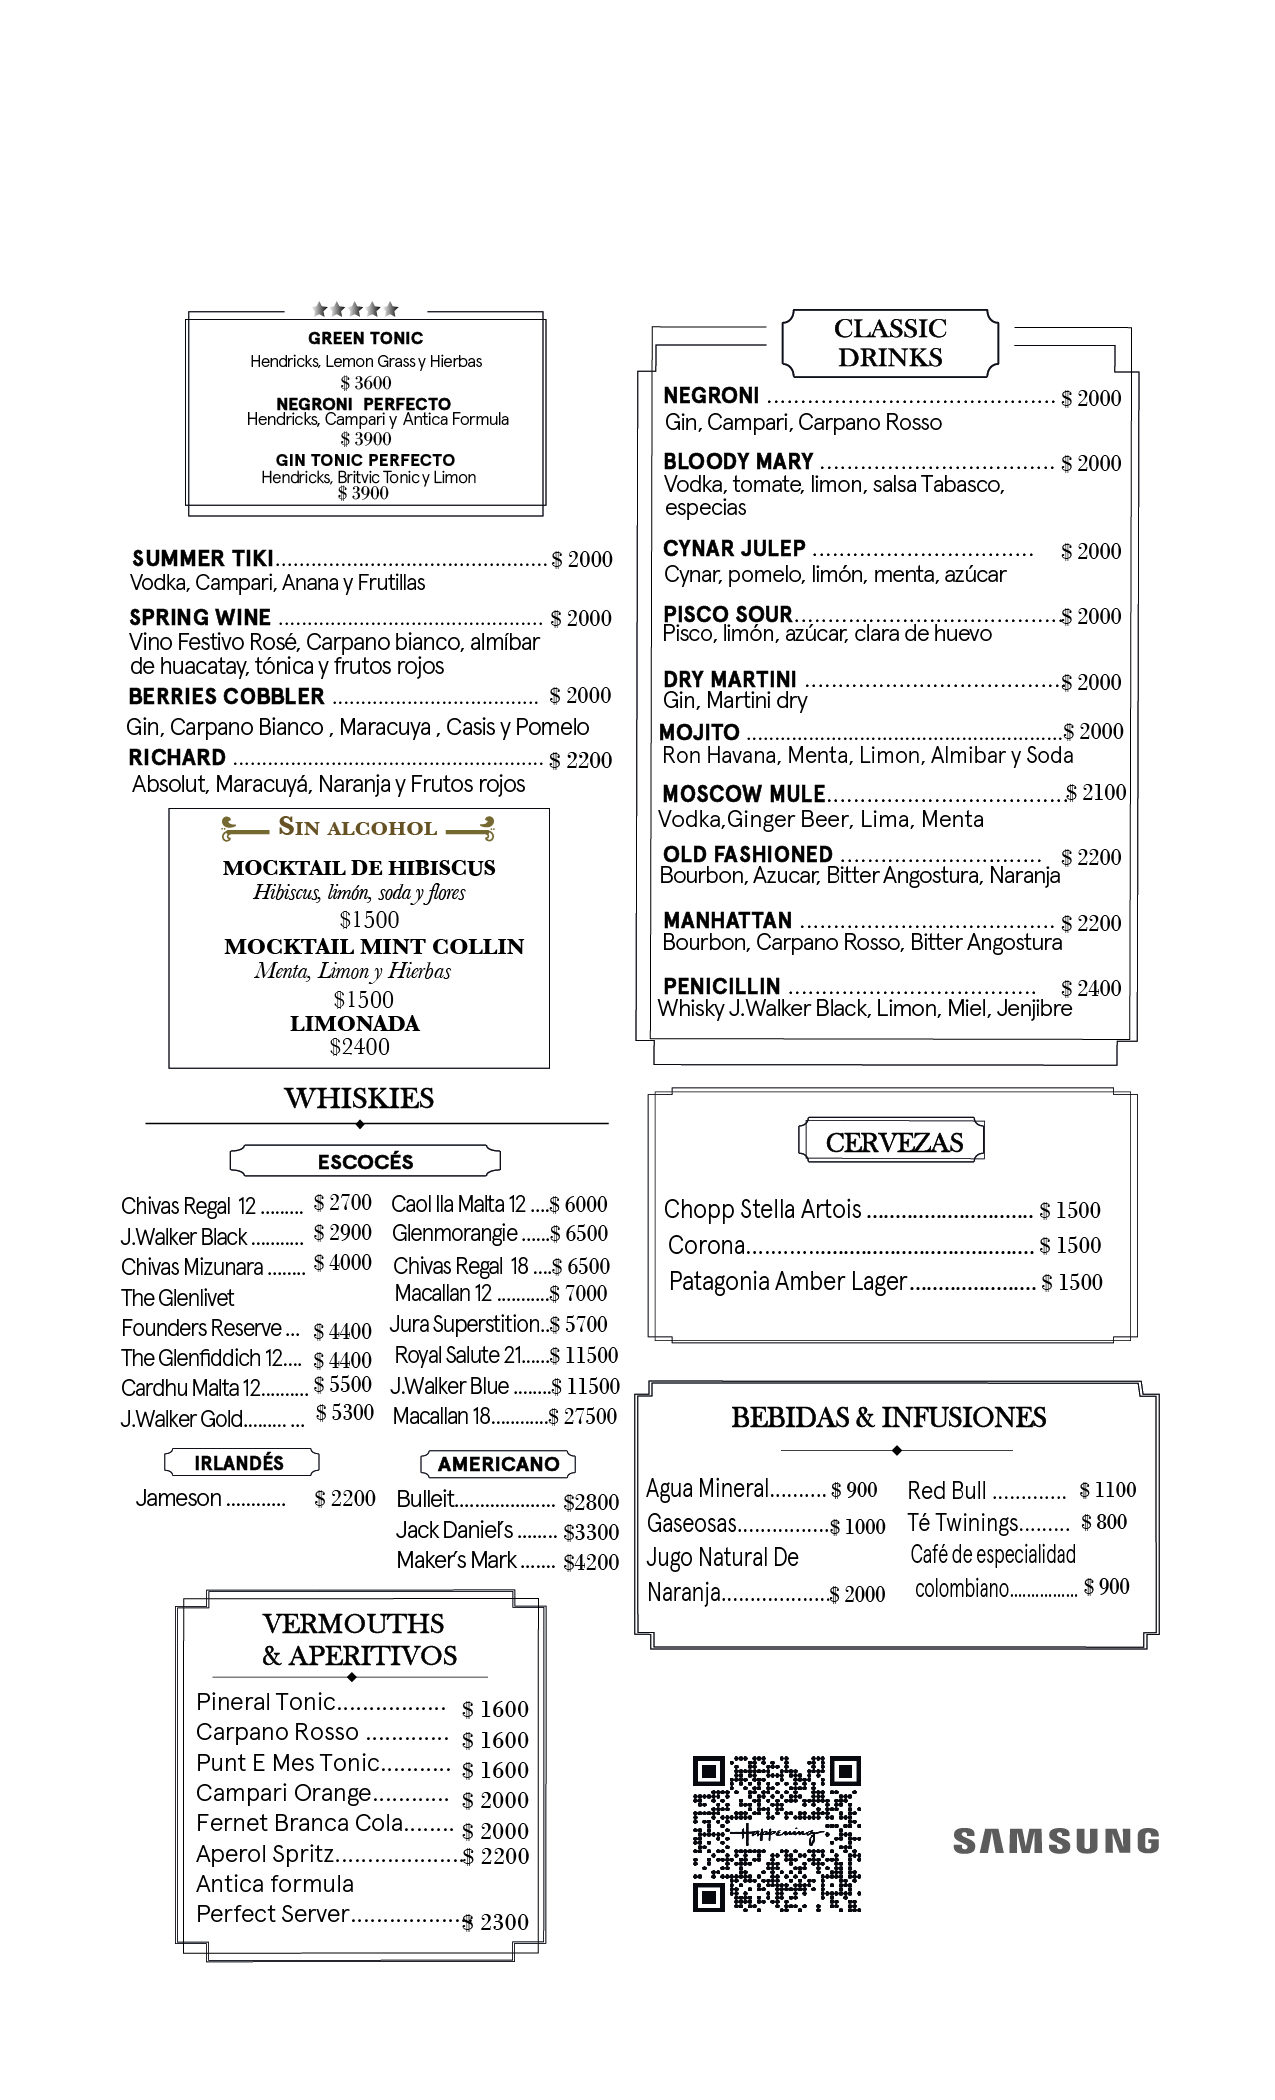 GREEN TONIC
Hendricks, Lemon Grass y Hierbas
$ 3600
NEGRONI PERFECTO
Hendricks, Campari y Antica Formula
$ 3900
GIN TONIC PERFECTO
Hendricks, Britvic Tonic y Limon
$ 3900
SUMMER TIKI.......................................... $ 2000
Vodka, Campari, Anana y Frutillas
SPRING WINE .......................................... $ 2000
Vino Festivo Rosé, Carpano bianco, almíbar
de huacatay, tónica y frutos rojos
BERRIES COBBLER .................................. $ 2000
Gin, Carpano Bianco , Maracuya , Casis y Pomelo
RICHARD .............................................. $ 2200
Absolut, Maracuyá, Naranja y Frutos rojos
SIN ALCOHOL
MOCKTAIL DE HIBISCUS
Hibiscus, limón, soda y flores
$1500
MOCKTAIL MINT COLLIN
Menta, Limon y Hierbas
$1500
LIMONADA
$2400
WHISKIES
ESCOCÉS
Chivas Regal 12 ......... $ 2700
J.Walker Black ........... $ 2900
Chivas Mizunara ........ $ 4000
The Glenlivet
Founders Reserve ... $ 4400
The Glenfiddich 12.... $ 4400
Cardhu Malta 12.......... $ 5500
J.Walker Gold......... ... $ 5300
Caol Ila Malta 12 ....$ 6000
Glenmorangie ......$ 6500
Chivas Regal 18 ....$ 6500
Macallan 12 ...........$ 7000
Jura Superstition..$ 5700
Royal Salute 21......$ 11500
J.Walker Blue ........$ 11500
Macallan 18............$ 27500
IRLANDÉS
Jameson ............ $ 2200
AMERICANO
Bulleit..................... $2800
Jack Daniel's ........ $3300
Maker's Mark ....... $4200
VERMOUTHS
& APERITIVOS
Pineral Tonic................. $ 1600
Carpano Rosso ............. $ 1600
Punt E Mes Tonic........... $ 1600
Campari Orange............ $ 2000
Fernet Branca Cola........ $ 2000
Aperol Spritz....................$ 2200
Antica formula
Perfect Server..................$ 2300
CLASSIC
DRINKS
NEGRONI ........................................... $ 2000
Gin, Campari, Carpano Rosso
BLOODY MARY ................................... $ 2000
Vodka, tomate, limon, salsa Tabasco,
especias
CYNAR JULEP ................................. $ 2000
Cynar, pomelo, limón, menta, azúcar
PISCO SOUR........................................$ 2000
Pisco, limón, azúcar, clara de huevo
DRY MARTINI ......................................$ 2000
Gin, Martini dry
MOJITO ................................................$ 2000
Ron Havana, Menta, Limon, Almibar y Soda
MOSCOW MULE....................................$ 2100
Vodka,Ginger Beer, Lima, Menta
OLD FASHIONED .............................. $ 2200
Bourbon, Azucar, Bitter Angostura, Naranja
MANHATTAN ...................................... $ 2200
Bourbon, Carpano Rosso, Bitter Angostura
PENICILLIN ..................................... $ 2400
Whisky J.Walker Black, Limon, Miel, Jenjibre
CERVEZAS
Chopp Stella Artois ............................. $ 1500
Corona................................................. $ 1500
Patagonia Amber Lager...................... $ 1500
BEBIDAS & INFUSIONES
Agua Mineral.......... $ 900
Gaseosas................$ 1000
Jugo Natural De
Naranja...................$ 2000
Red Bull ............. $ 1100
Té Twinings......... $ 800
Café de especialidad
colombiano............... $ 900
Happening
SAMSUNG